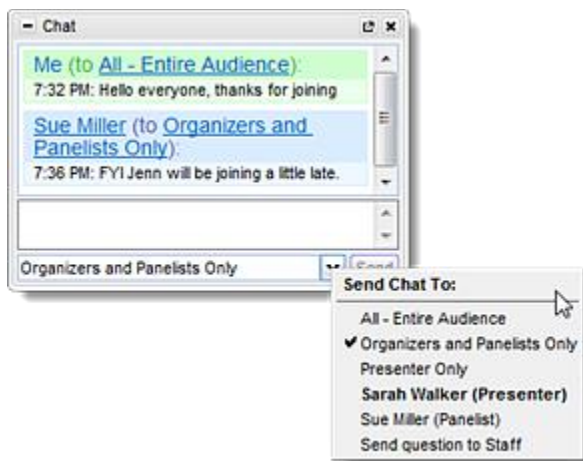 Chat
Me (to All - Entire Audience):
7:32 PM: Hello everyone, thanks for joining
Sue Miller (to Organizers and
Panelists Only):
7:36 PM: FYI Jenn will be joining a little late.
Organizers and Panelists Only
Send
Send Chat To:
All - Entire Audience
Organizers and Panelists Only
Presenter Only
Sarah Walker (Presenter)
Sue Miller (Panelist)
Send question to Staff